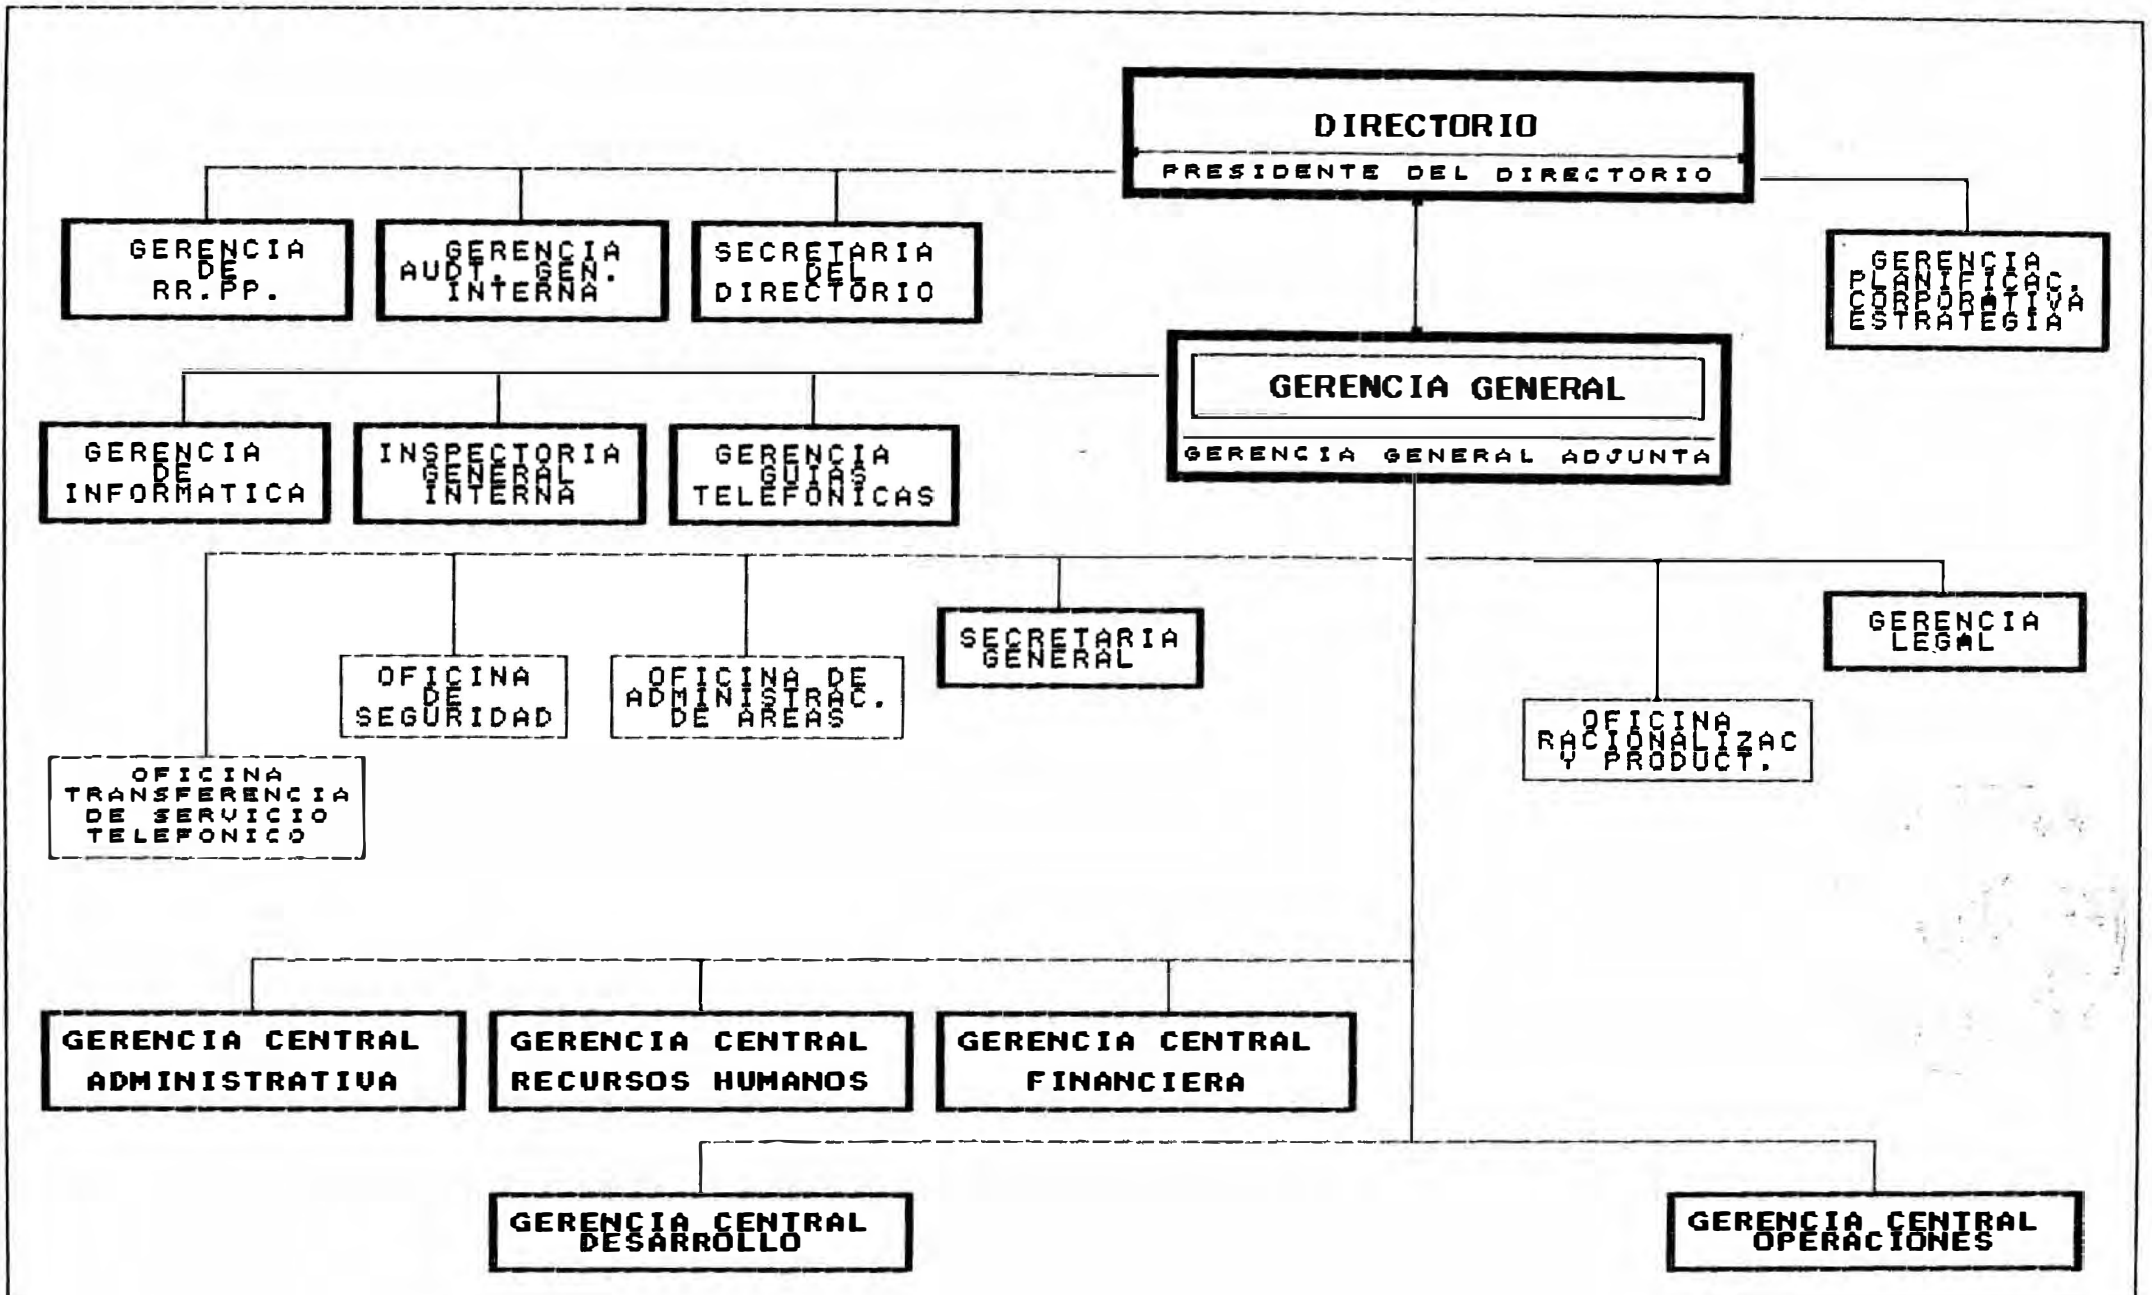 DIRECTORIO
PRESIDENTE DEL DIRECTORIO
GERENCIA
DE
RR.PP.
GERENCIA
AUDT. GEN.
INTERNA
SECRETARIA
DEL
DIRECTORIO
GERENCIA
PLANIFICAC.
CORPORATIVA
ESTRATEGIA
GERENCIA GENERAL
GERENCIA GENERAL ADJUNTA
GERENCIA
DE
INFORMATICA
INSPECTORIA
GENERAL
INTERNA
GERENCIA
GUIAS
TELEFONICAS
SECRETARIA
GENERAL
GERENCIA
LEGAL
OFICINA
DE
SEGURIDAD
OFICINA DE
ADMINISTRAC.
DE AREAS
OFICINA
RACIONALIZAC
Y PRODUCT.
OFICINA
TRANSFERENCIA
DE SERVICIO
TELEFONICO
GERENCIA CENTRAL
ADMINISTRATIVA
GERENCIA CENTRAL
RECURSOS HUMANOS
GERENCIA CENTRAL
FINANCIERA
GERENCIA CENTRAL
DESARROLLO
GERENCIA CENTRAL
OPERACIONES